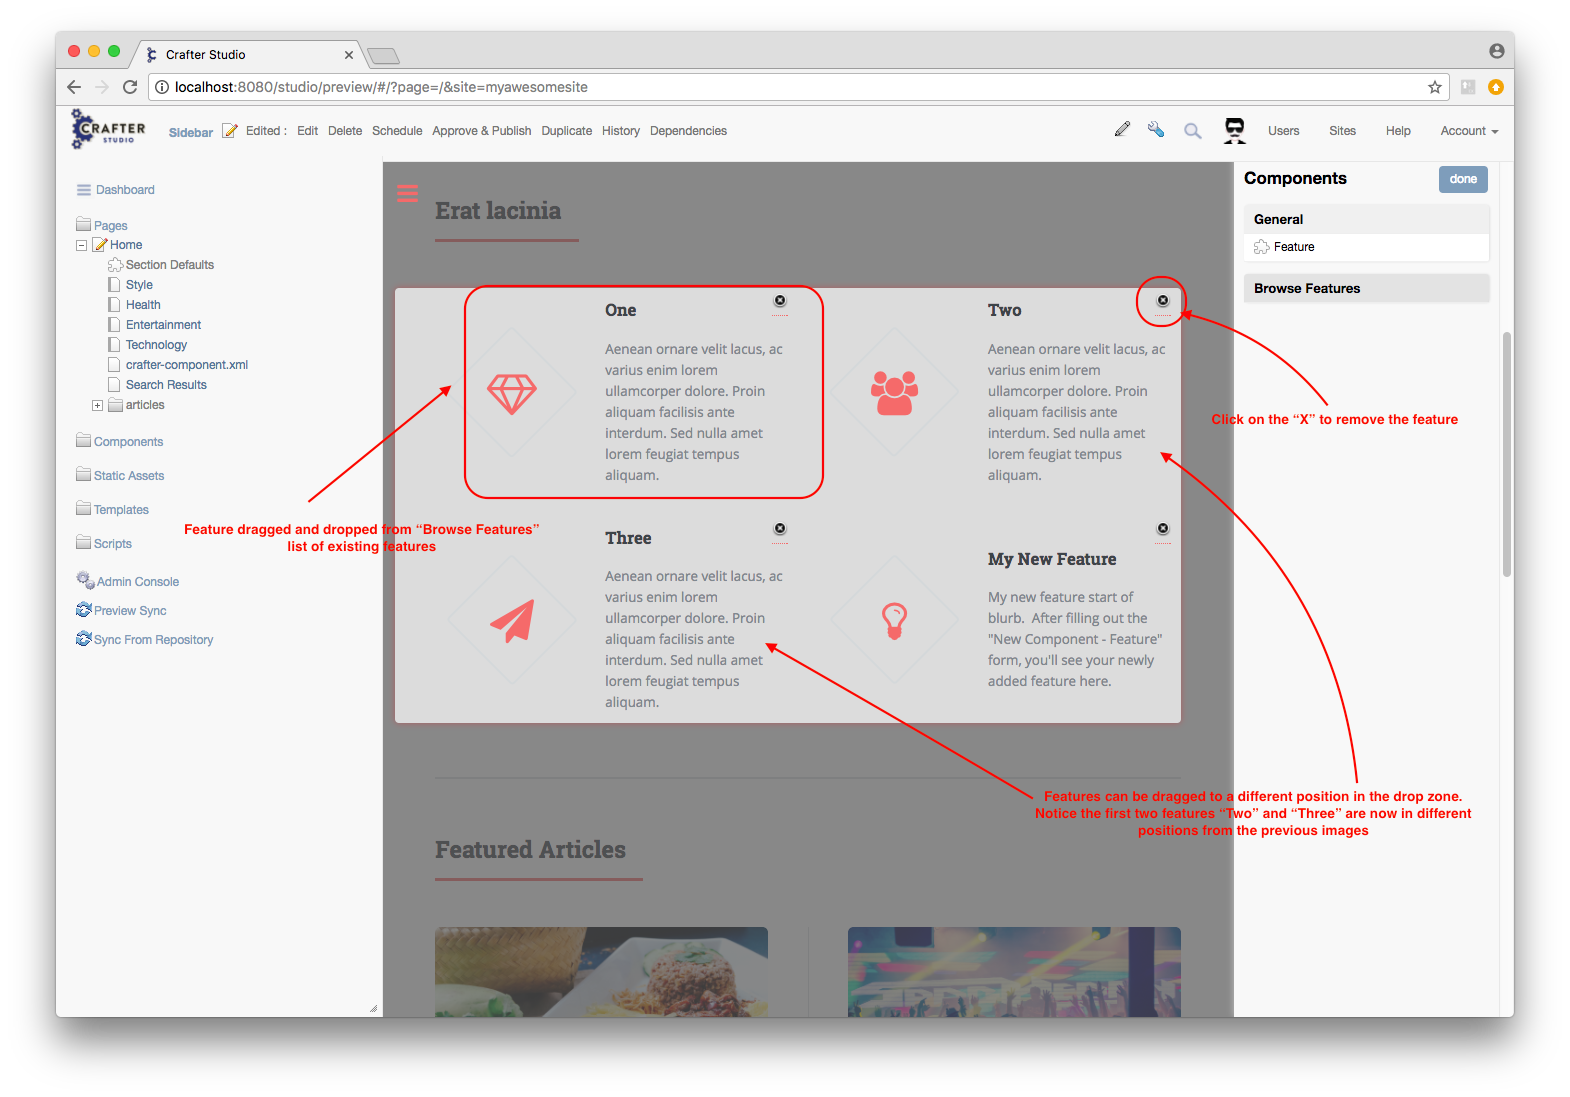 Crafter Studio
localhost:8080/studio/preview/#/?page=/&site=myawesomesite
CRAFTER
STUDIO
Sidebar Edited : Edit Delete Schedule Approve & Publish Duplicate History Dependencies Users Sites Help Account
Dashboard
Pages
Home
Section Defaults
Style
Health
Entertainment
Technology
crafter-component.xml
Search Results
articles
Components
Static Assets
Templates
Scripts
Admin Console
Preview Sync
Sync From Repository
Erat lacinia
One
Aenean ornare velit lacus, ac
varius enim lorem
ullamcorper dolore. Proin
aliquam facilisis ante
interdum. Sed nulla amet
lorem feugiat tempus
aliquam.
Two
Aenean ornare velit lacus, ac
varius enim lorem
ullamcorper dolore. Proin
aliquam facilisis ante
interdum. Sed nulla amet
lorem feugiat tempus
aliquam.
Feature dragged and dropped from “Browse Features”
list of existing features
Three
Aenean ornare velit lacus, ac
varius enim lorem
ullamcorper dolore. Proin
aliquam facilisis ante
interdum. Sed nulla amet
lorem feugiat tempus
aliquam.
My New Feature
My new feature start of
blurb. After filling out the
"New Component - Feature"
form, you'll see your newly
added feature here.
Components
done
General
Feature
Browse Features
Click on the “X” to remove the feature
Features can be dragged to a different position in the drop zone.
Notice the first two features “Two” and “Three” are now in different
positions from the previous images
Featured Articles